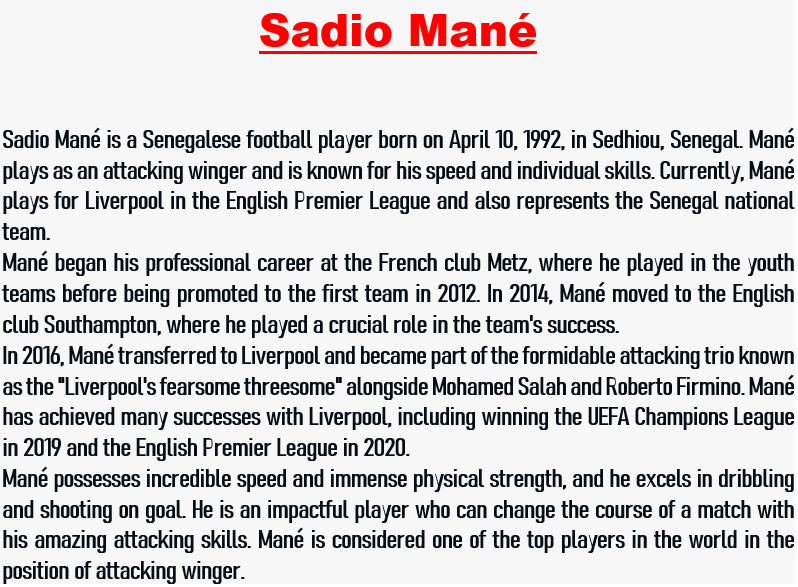 Sadio Mané
Sadio Mané is a Senegalese football player born on April 10, 1992, in Sedhiou, Senegal. Mané
plays as an attacking winger and is known for his speed and individual skills. Currently, Mané
plays for Liverpool in the English Premier League and also represents the Senegal national
team.
Mané began his professional career at the French club Metz, where he played in the youth
teams before being promoted to the first team in 2012. In 2014, Mané moved to the English
club Southampton, where he played a crucial role in the team's success.
In 2016, Mané transferred to Liverpool and became part of the formidable attacking trio known
as the "Liverpool's fearsome threesome" alongside Mohamed Salah and Roberto Firmino. Mané
has achieved many successes with Liverpool, including winning the UEFA Champions League
in 2019 and the English Premier League in 2020.
Mané possesses incredible speed and immense physical strength, and he excels in dribbling
and shooting on goal. He is an impactful player who can change the course of a match with
his amazing attacking skills. Mané is considered one of the top players in the world in the
position of attacking winger.